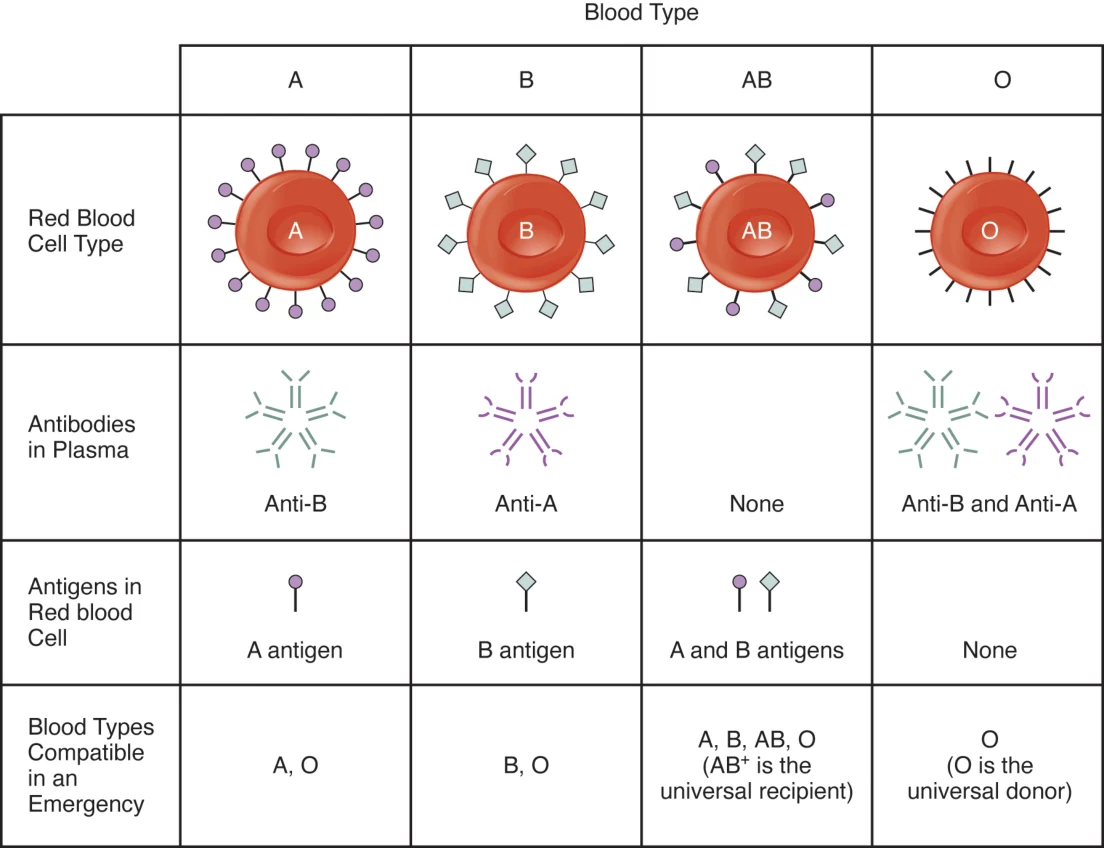 Blood Type
A
B
AB
O
Red Blood
Cell Type
A
B
AB
O
Antibodies
in Plasma
Anti-B
Anti-A
None
Anti-B and Anti-A
Antigens in
Red blood
Cell
A antigen
B antigen
A and B antigens
None
Blood Types
Compatible
in an
Emergency
A, O
B, O
A, B, AB, O
(AB⁺ is the
universal recipient)
O
(O is the
universal donor)